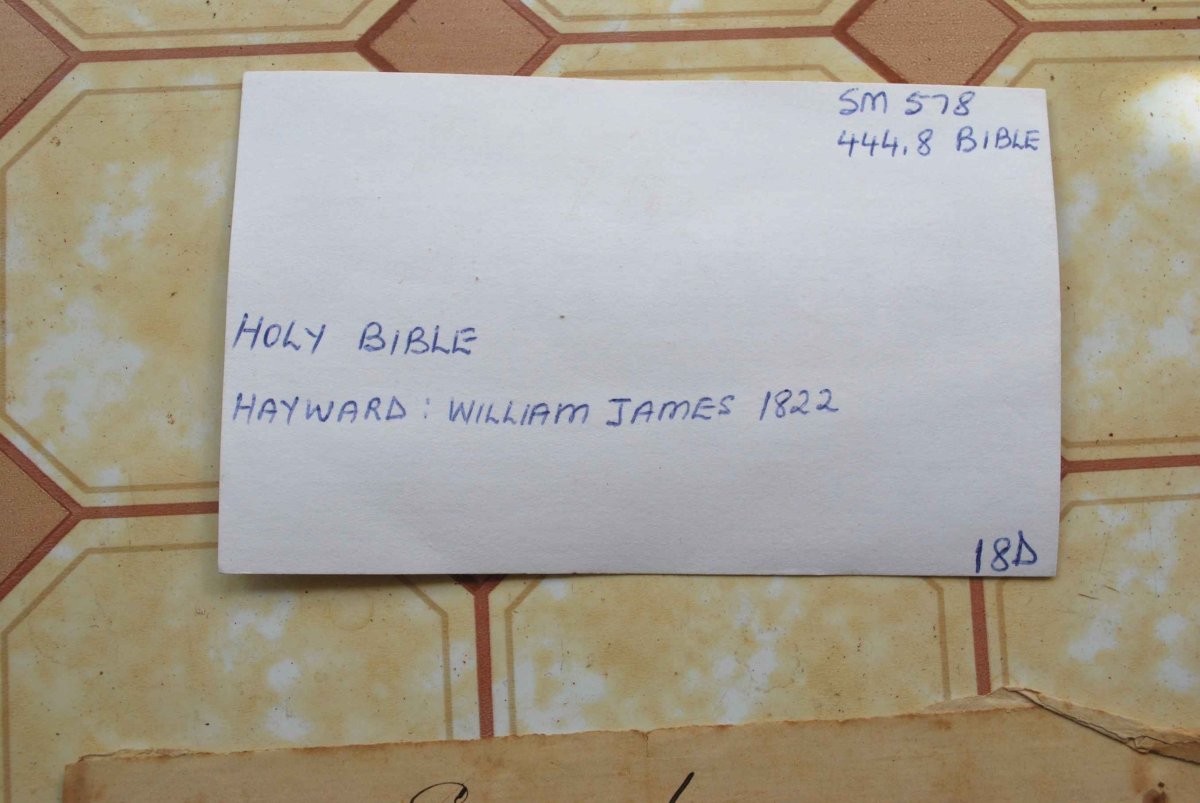 SM 578
444.8 BIBLE
HOLY BIBLE
HAYWARD: WILLIAM JAMES 1822
18D